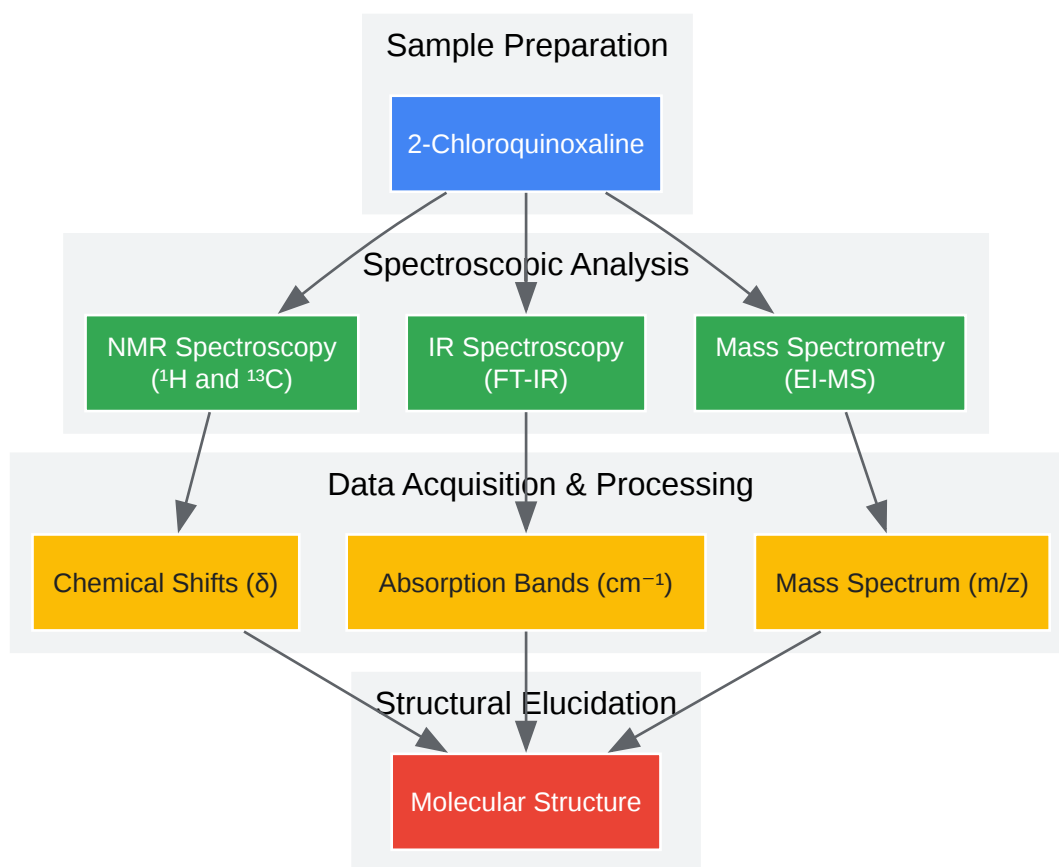 Sample Preparation
2-Chloroquinoxaline
Spectroscopic Analysis
NMR Spectroscopy
(¹H and ¹³C)
IR Spectroscopy
(FT-IR)
Mass Spectrometry
(EI-MS)
Data Acquisition & Processing
Chemical Shifts (δ)
Absorption Bands (cm⁻¹)
Mass Spectrum (m/z)
Structural Elucidation
Molecular Structure